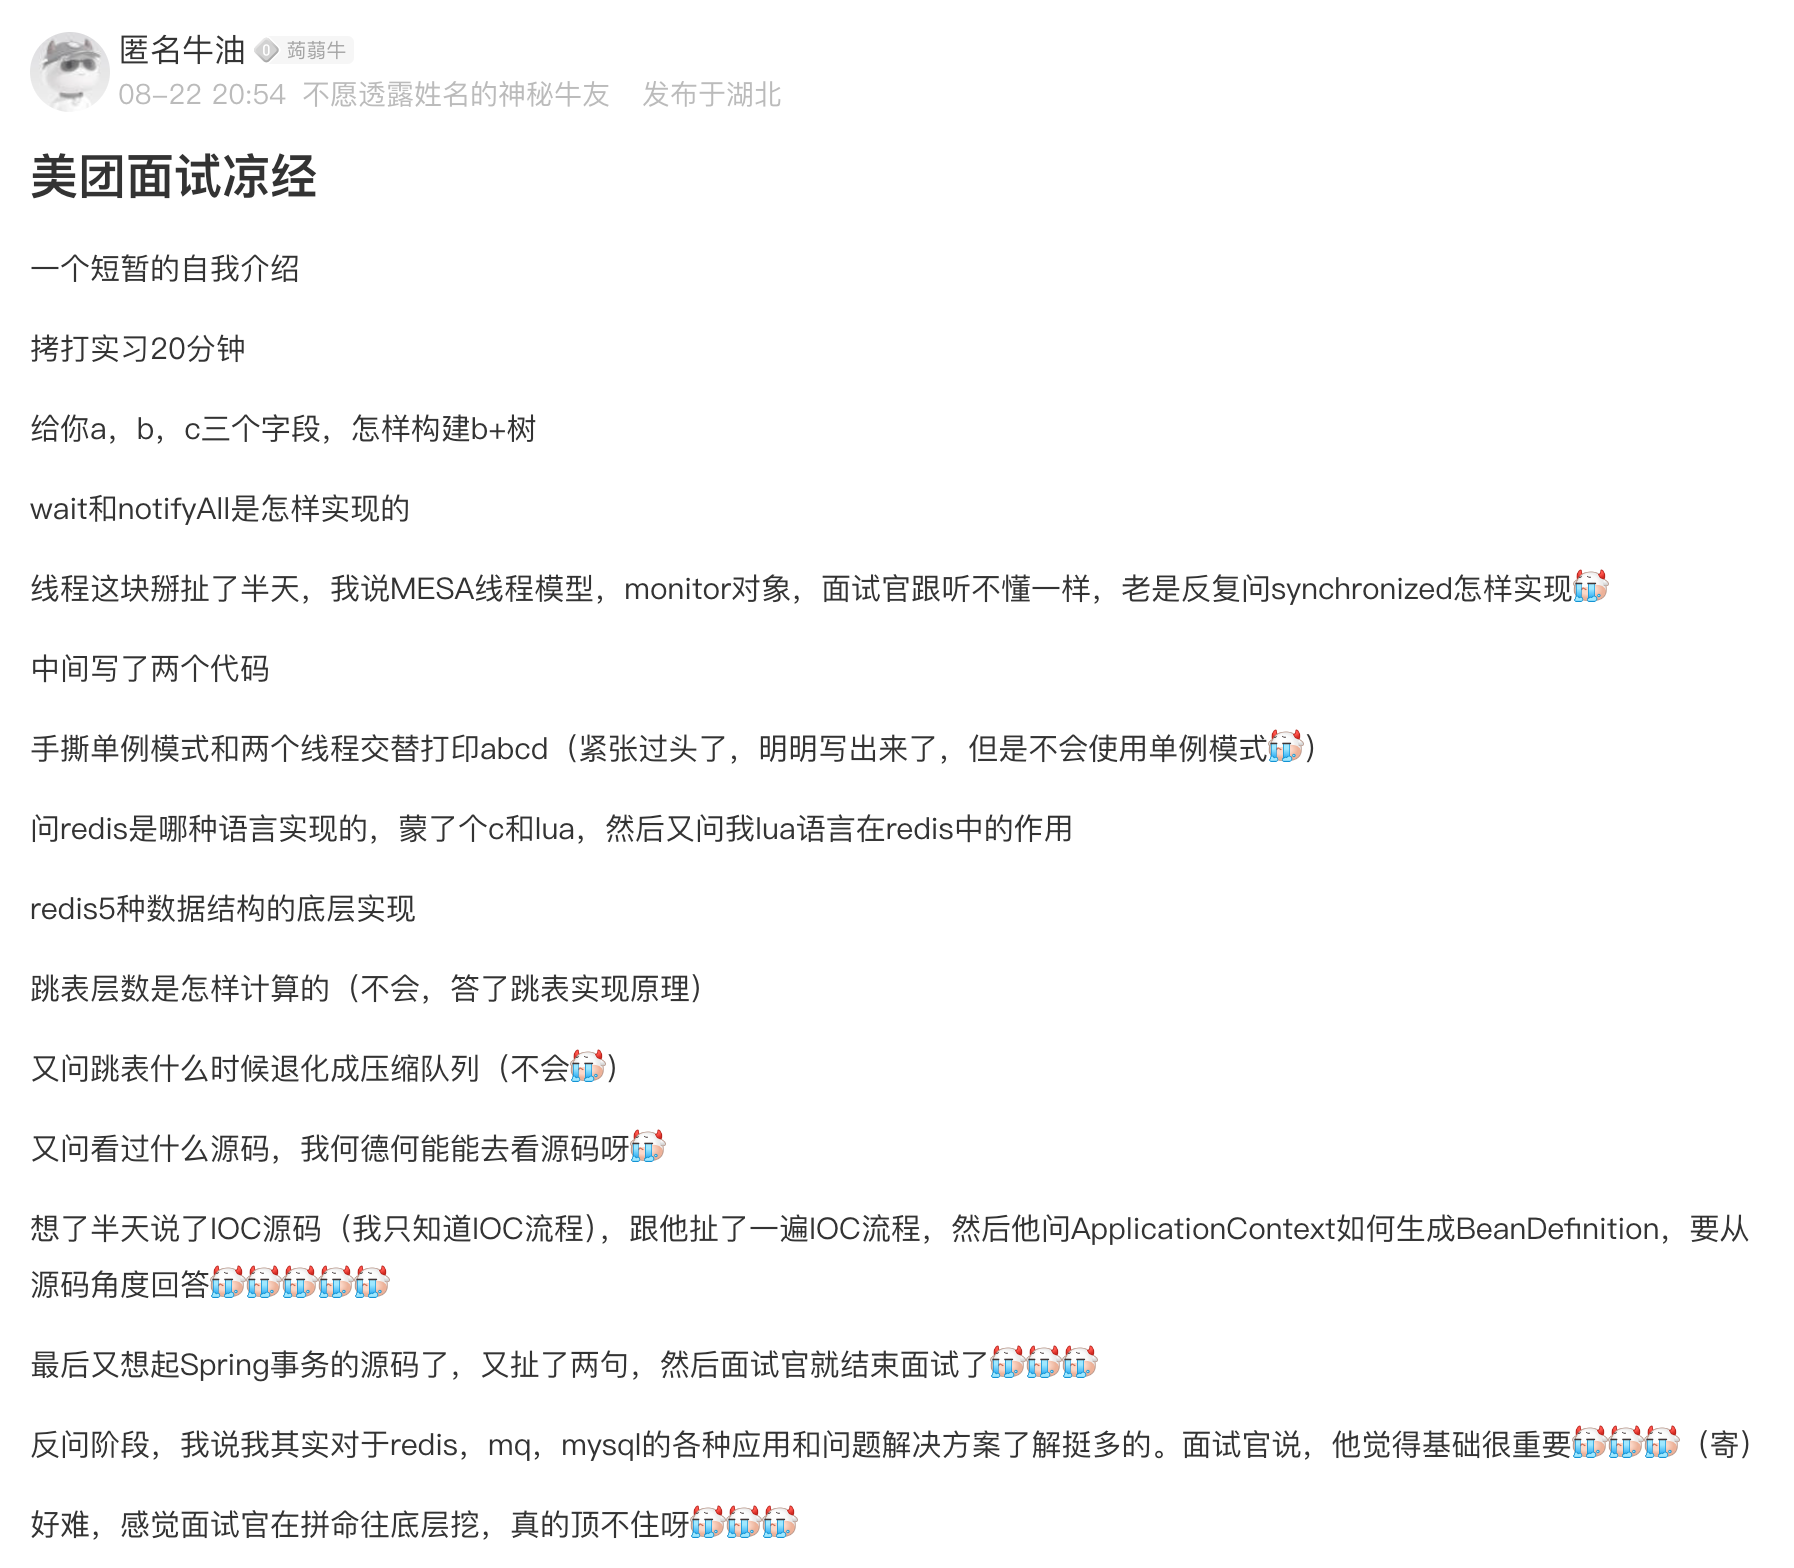 匿名牛油 0 蒟蒻牛
08-22 20:54 不愿透露姓名的神秘牛友 发布于湖北
美团面试凉经
一个短暂的自我介绍
拷打实习20分钟
给你a，b，c三个字段，怎样构建b+树
wait和notifyAll是怎样实现的
线程这块掰扯了半天，我说MESA线程模型，monitor对象，面试官跟听不懂一样，老是反复问synchronized怎样实现
中间写了两个代码
手撕单例模式和两个线程交替打印abcd（紧张过头了，明明写出来了，但是不会使用单例模式）
问redis是哪种语言实现的，蒙了个c和lua，然后又问我lua语言在redis中的作用
redis5种数据结构的底层实现
跳表层数是怎样计算的（不会，答了跳表实现原理）
又问跳表什么时候退化成压缩队列（不会）
又问看过什么源码，我何德何能能去看源码呀
想了半天说了IOC源码（我只知道IOC流程），跟他扯了一遍IOC流程，然后他问ApplicationContext如何生成BeanDefinition，要从
源码角度回答
最后又想起Spring事务的源码了，又扯了两句，然后面试官就结束面试了
反问阶段，我说我其实对于redis，mq，mysql的各种应用和问题解决方案了解挺多的。面试官说，他觉得基础很重要（寄）
好难，感觉面试官在拼命往底层挖，真的顶不住呀